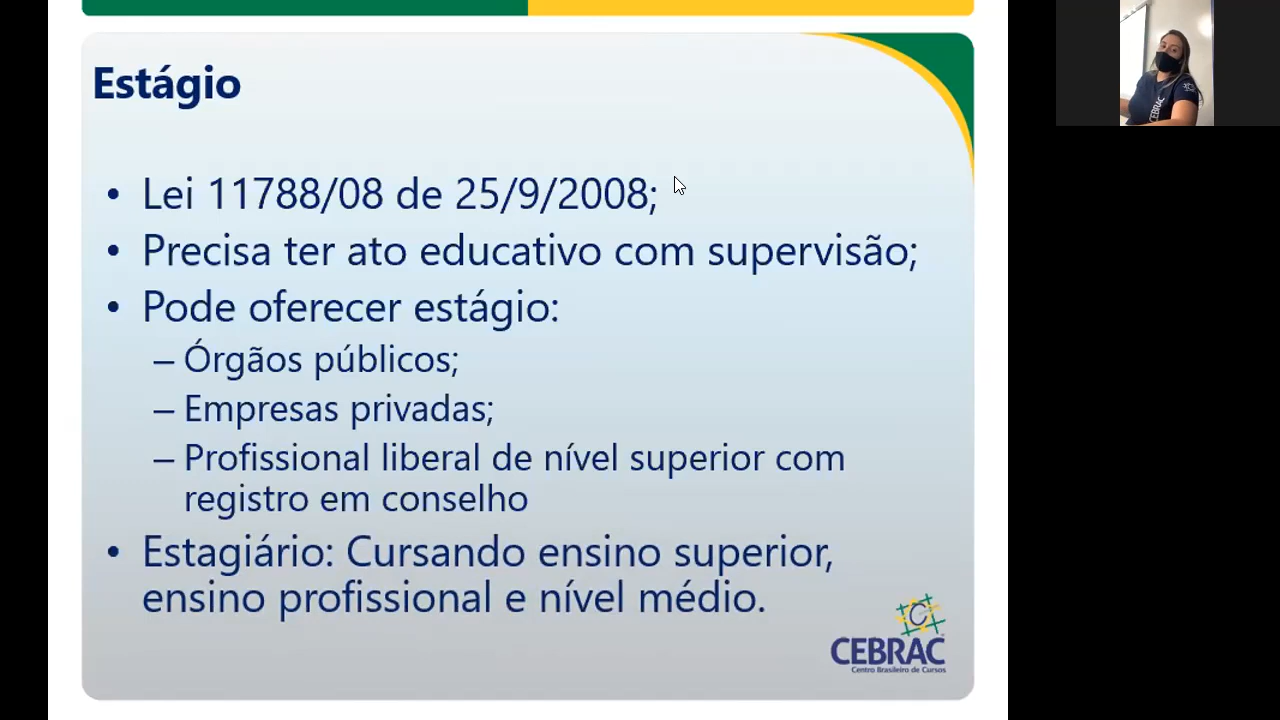 Estágio
• Lei 11788/08 de 25/9/2008;
• Precisa ter ato educativo com supervisão;
• Pode oferecer estágio:
– Órgãos públicos;
– Empresas privadas;
– Profissional liberal de nível superior com
registro em conselho
• Estagiário: Cursando ensino superior,
ensino profissional e nível médio.
CEBRAC
Centro Brasileiro de Cursos
CEBRAC